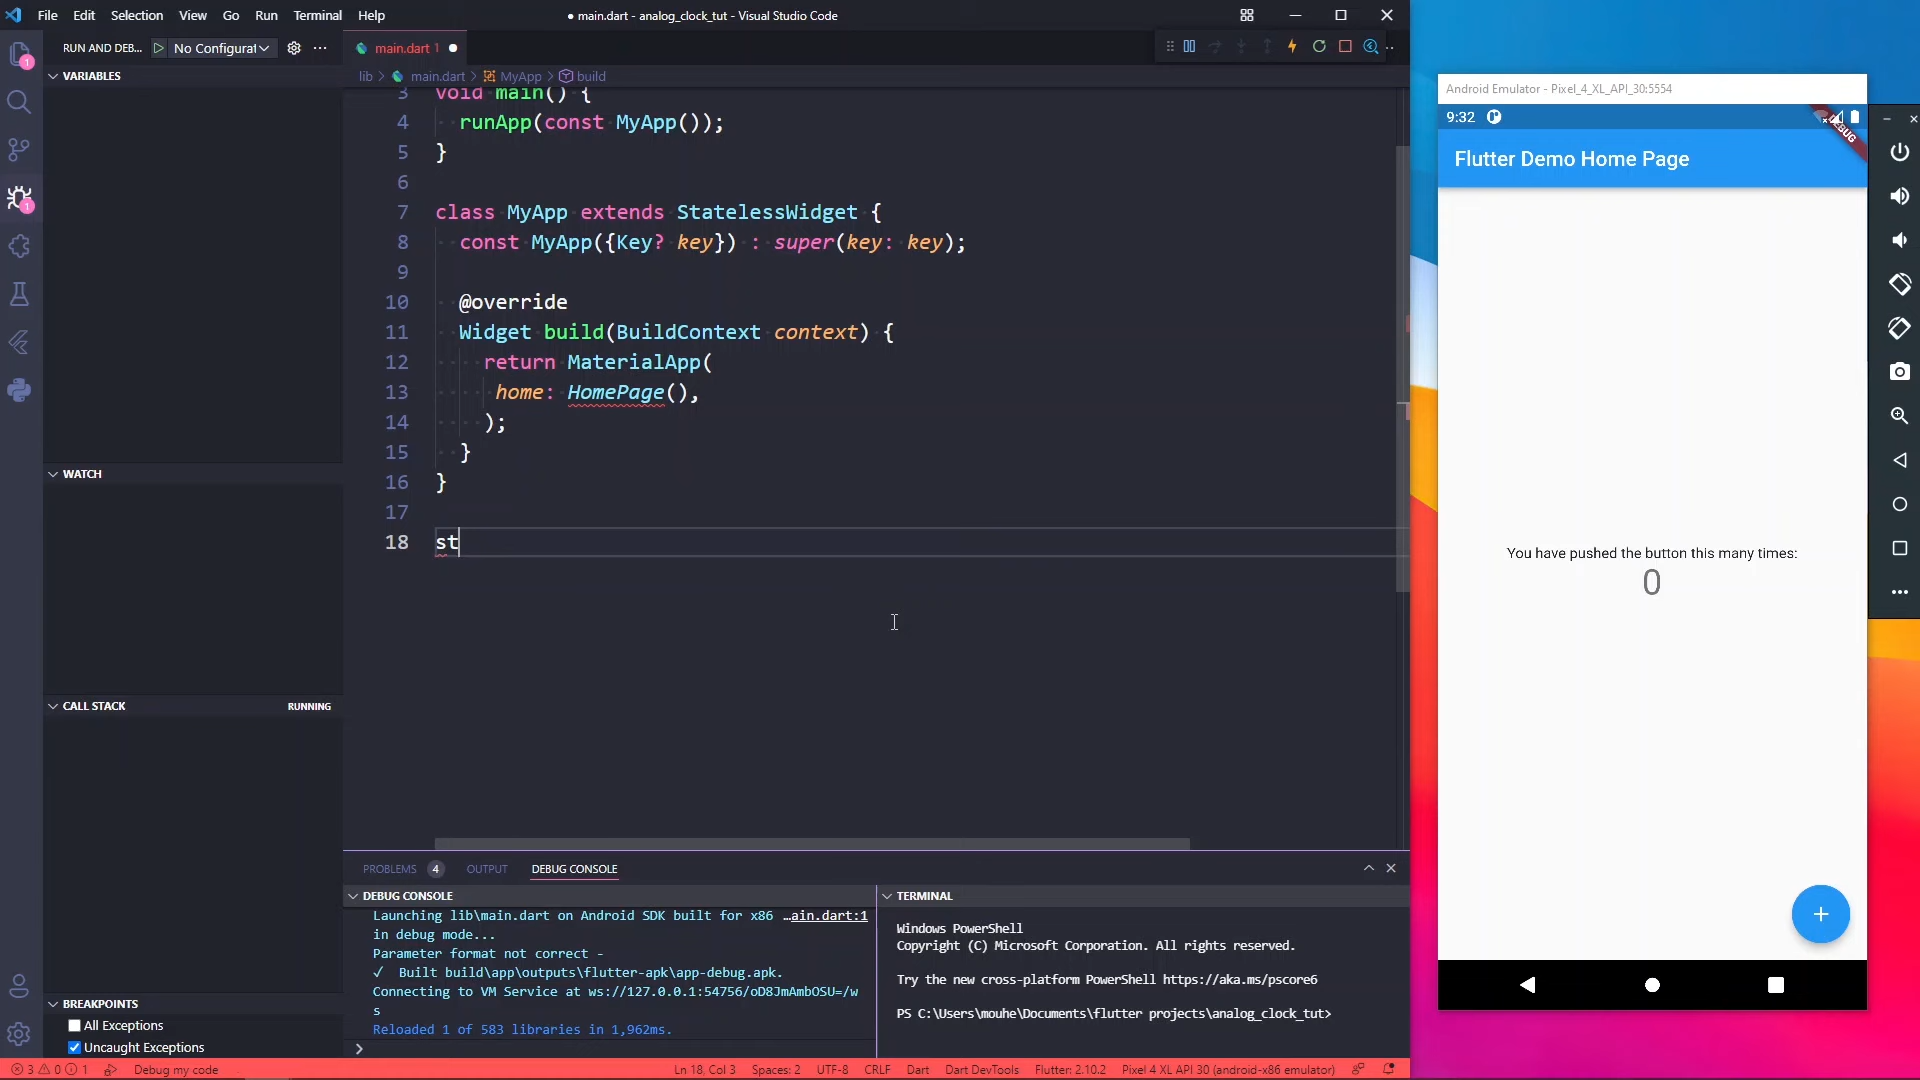 File Edit Selection View Go Run Terminal Help
● main.dart - analog_clock_tut - Visual Studio Code
RUN AND DEB... No Configurat
main.dart 1
VARIABLES
lib > main.dart > MyApp > build
3 void main() {
4 runApp(const MyApp());
5 }
6
7 class MyApp extends StatelessWidget {
8 const MyApp({Key? key}) : super(key: key);
9
10 @override
11 Widget build(BuildContext context) {
12 return MaterialApp(
13 home: HomePage(),
14 );
15 }
16 }
17
18 st
WATCH
CALL STACK RUNNING
BREAKPOINTS
All Exceptions
Uncaught Exceptions
PROBLEMS 4 OUTPUT DEBUG CONSOLE
DEBUG CONSOLE
Launching lib\main.dart on Android SDK built for x86 …ain.dart:1
in debug mode...
Parameter format not correct -
✓ Built build\app\outputs\flutter-apk\app-debug.apk.
Connecting to VM Service at ws://127.0.0.1:54756/oD8JmAmbOSU=/w
s
Reloaded 1 of 583 libraries in 1,962ms.
TERMINAL
Windows PowerShell
Copyright (C) Microsoft Corporation. All rights reserved.
Try the new cross-platform PowerShell https://aka.ms/pscore6
PS C:\Users\mouhe\Documents\flutter projects\analog_clock_tut>
3 0 1 Debug my code Ln 18, Col 3 Spaces: 2 UTF-8 CRLF Dart Dart DevTools Flutter: 2.10.2 Pixel 4 XL API 30 (android-x86 emulator)
Android Emulator - Pixel_4_XL_API_30:5554
9:32
DEBUG
Flutter Demo Home Page
You have pushed the button this many times:
0